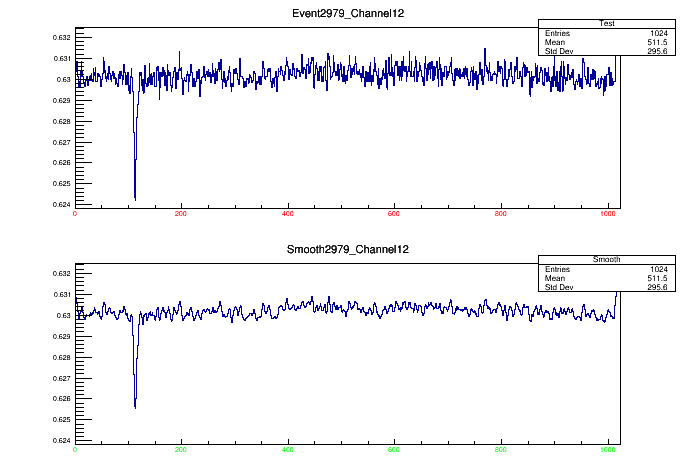 Event2979_Channel12
Test
Entries 1024
Mean 511.5
Std Dev 295.6
0.632
0.631
0.63
0.629
0.628
0.627
0.626
0.625
0.624
0 200 400 600 800 1000
Smooth2979_Channel12
Smooth
Entries 1024
Mean 511.5
Std Dev 295.6
0.632
0.631
0.63
0.629
0.628
0.627
0.626
0.625
0.624
0 200 400 600 800 1000